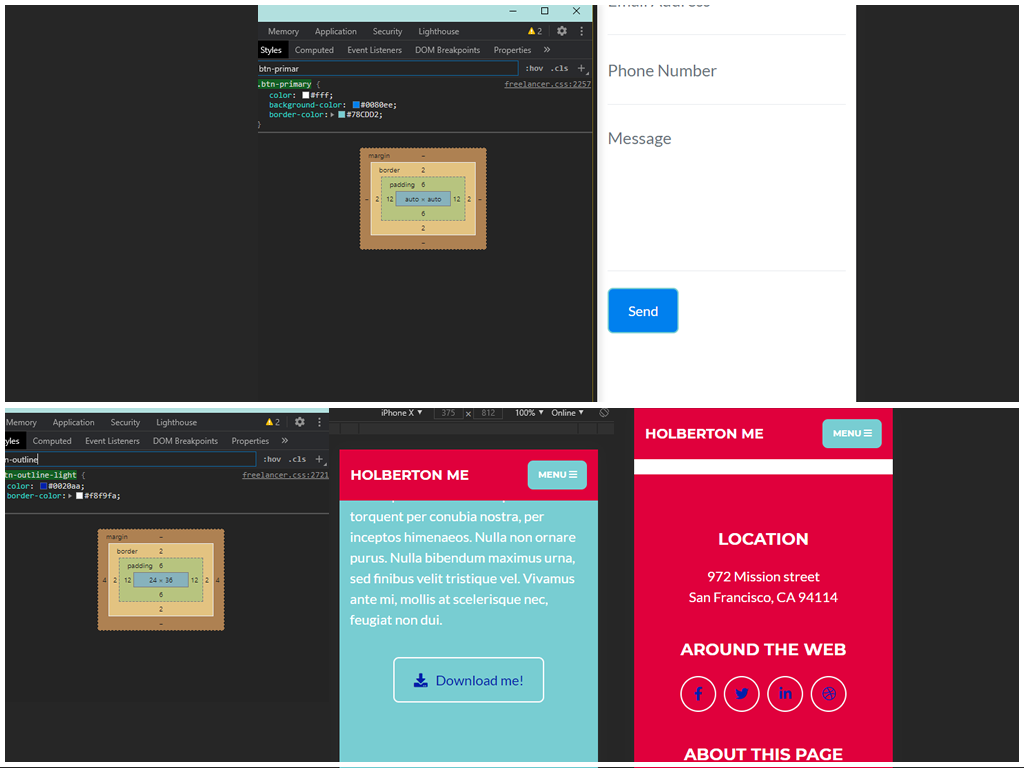 Memory Application Security Lighthouse 2
Styles Computed Event Listeners DOM Breakpoints Properties »
btn-primar :hov .cls +
.btn-primary { freelancer.css:2257
color: #fff;
background-color: #0080ee;
border-color: #78CDD2;
}
margin –
border 2
padding 6
– 2 12 auto × auto 12 2 –
6
2
–
Email Address
Phone Number
Message
Send
Memory Application Security Lighthouse 2
yles Computed Event Listeners DOM Breakpoints Properties »
n-outline :hov .cls +
tn-outline-light { freelancer.css:2721
color: #0020aa;
border-color: #f8f9fa;
margin –
border 2
padding 6
4 2 12 24 × 36 12 2 4
6
2
–
iPhone X ▼ 375 × 812 100% ▼ Online ▼
HOLBERTON ME MENU ☰
torquent per conubia nostra, per
inceptos himenaeos. Nulla non ornare
purus. Nulla bibendum maximus urna,
sed finibus velit tristique vel. Vivamus
ante mi, mollis at scelerisque nec,
feugiat non dui.
Download me!
HOLBERTON ME MENU ☰
LOCATION
972 Mission street
San Francisco, CA 94114
AROUND THE WEB
ABOUT THIS PAGE